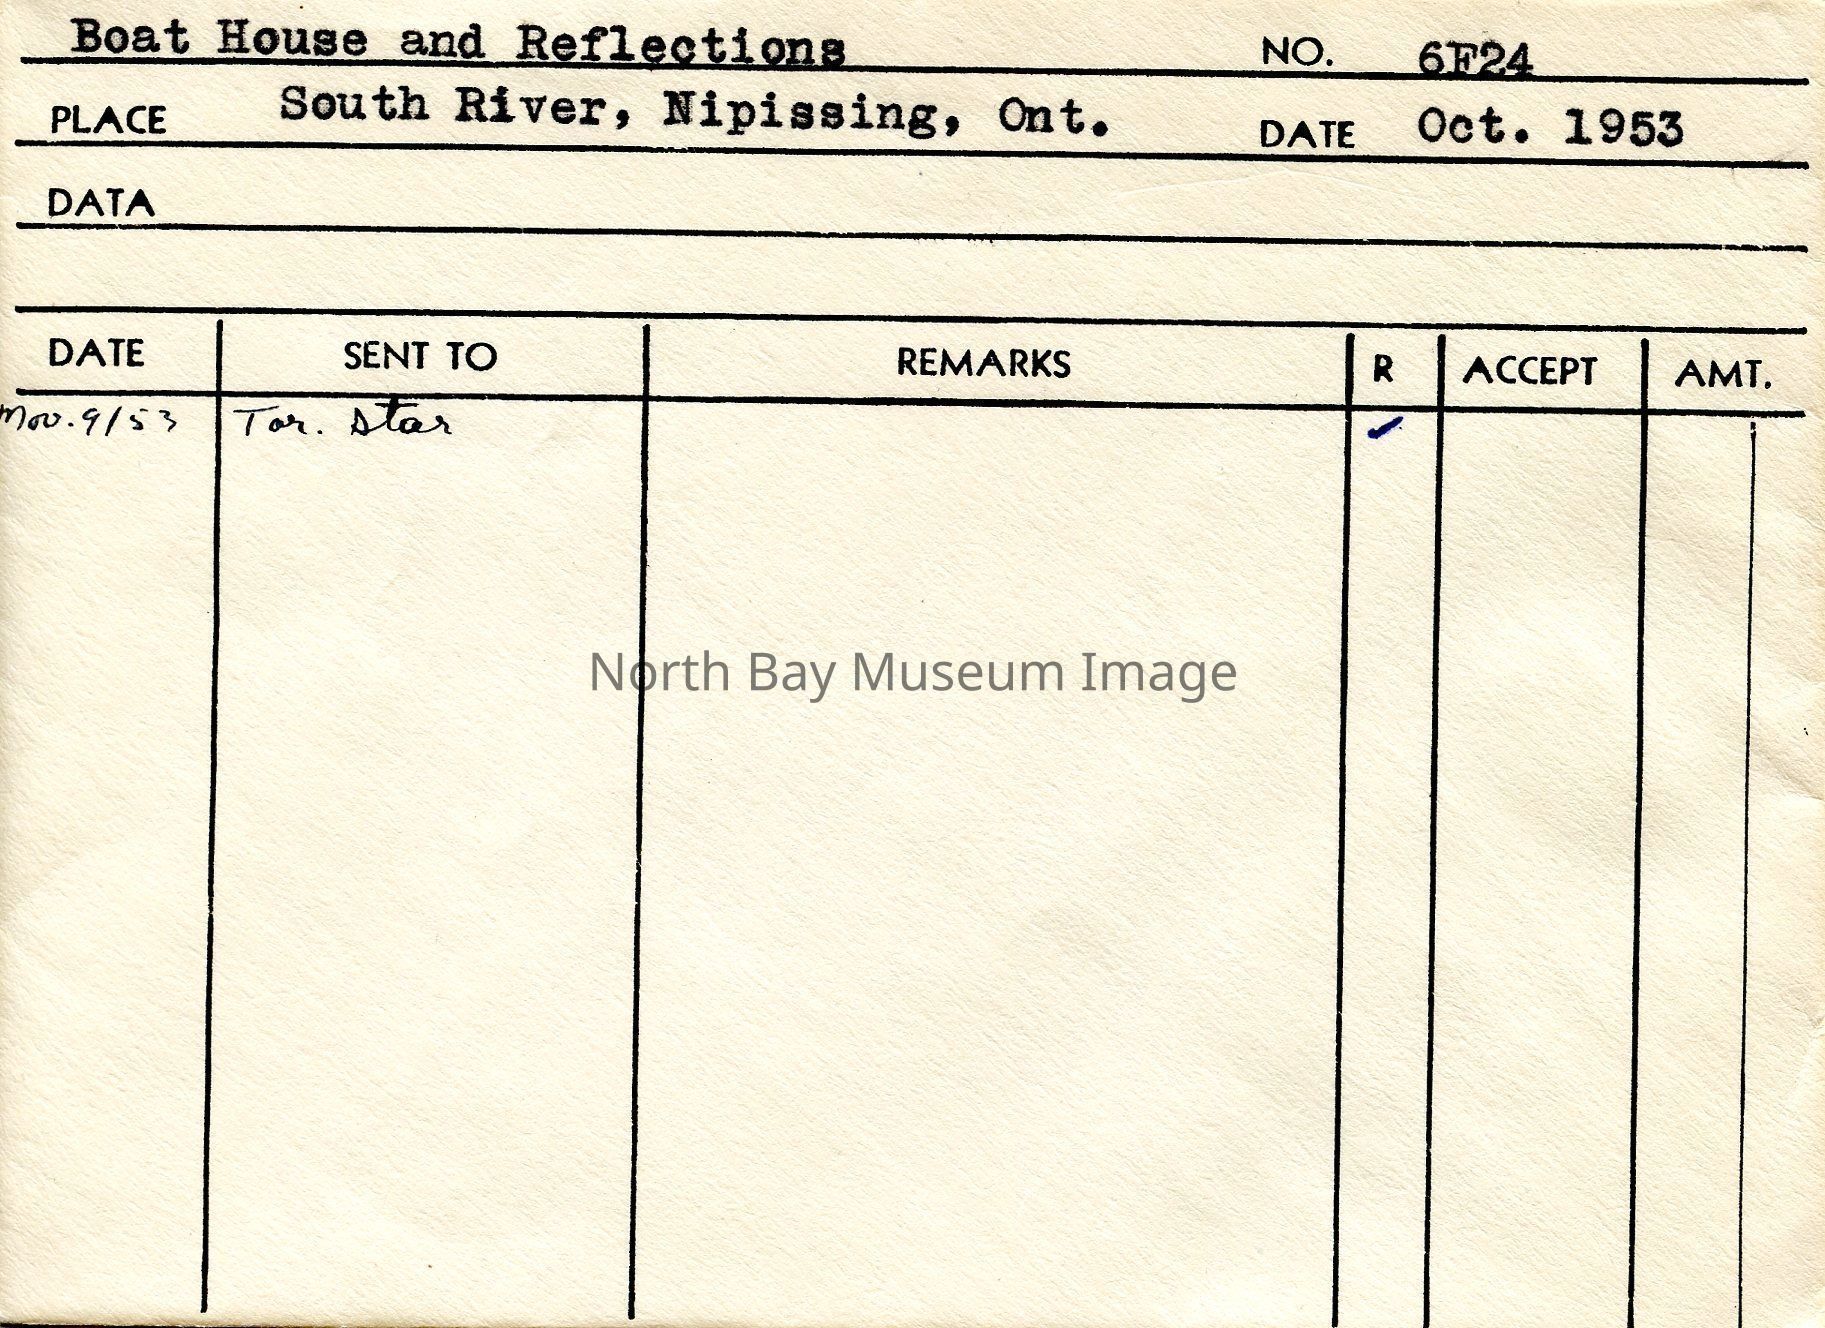 Boat House and Reflections NO. 6F24
PLACE South River, Nipissing, Ont. DATE Oct. 1953
DATA
DATE SENT TO REMARKS R ACCEPT AMT.
Nov. 9/53 Tor. Star ✓
North Bay Museum Image